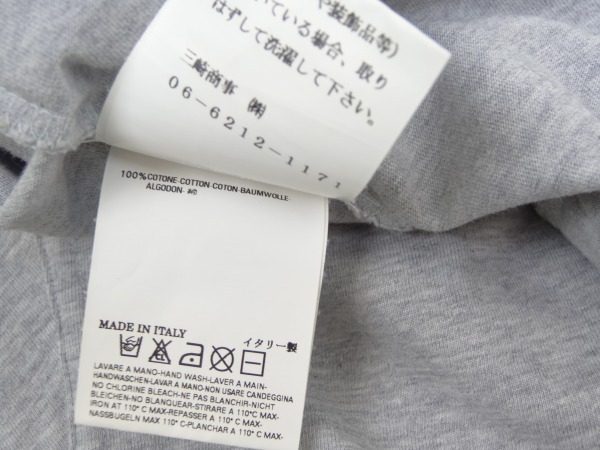 や装飾品等)
いている場合、取り
はずして洗濯して下さい。
三崎商事㈱
06-6212-1171
100%COTONE-COTTON-COTON-BAUMWOLLE-
ALGODON-綿
MADE IN ITALY
イタリー製
LAVARE A MANO-HAND WASH-LAVER A MAIN-
HANDWASCHEN-LAVAR A MANO-NON USARE CANDEGGINA
NO CHLORINE BLEACH-NE PAS BLANCHIR-NICHT
BLEICHEN-NO BLANQUEAR-STIRARE A 110°C MAX-
IRON AT 110° C MAX-REPASSER A 110° C MAX-
NASSBUGELN MAX 110° C-PLANCHAR A 110° C MAX-